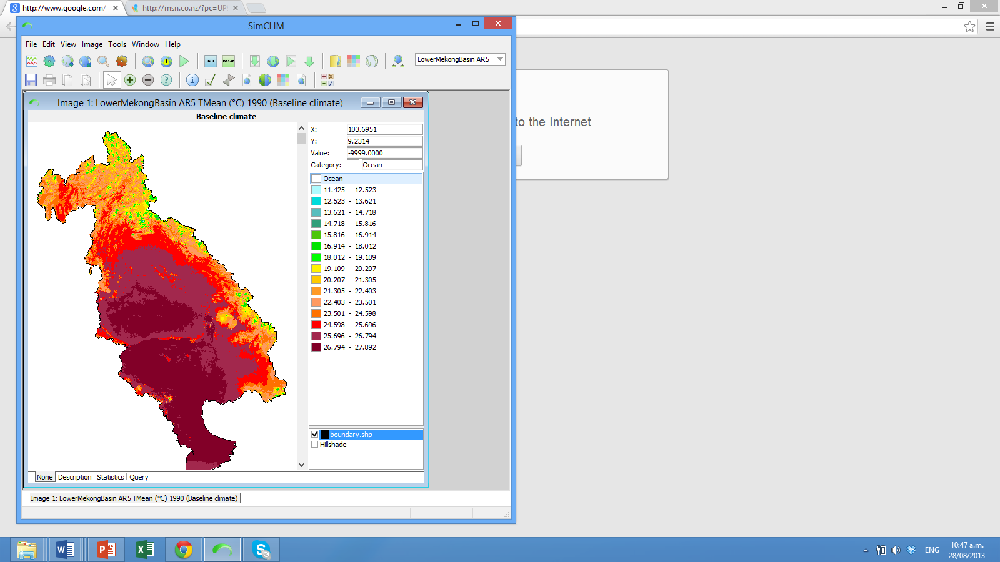 http://www.google.com/
http://msn.co.nz/?pc=UP
SimCLIM
File Edit View Image Tools Window Help
DHI
DSSAT
LowerMekongBasin AR5
to the Internet
Image 1: LowerMekongBasin AR5 TMean (°C) 1990 (Baseline climate)
Baseline climate
X: 103.6951
Y: 9.2314
Value: -9999.0000
Category: Ocean
Ocean
11.425 - 12.523
12.523 - 13.621
13.621 - 14.718
14.718 - 15.816
15.816 - 16.914
16.914 - 18.012
18.012 - 19.109
19.109 - 20.207
20.207 - 21.305
21.305 - 22.403
22.403 - 23.501
23.501 - 24.598
24.598 - 25.696
25.696 - 26.794
26.794 - 27.892
boundary.shp
Hillshade
None Description Statistics Query
Image 1: LowerMekongBasin AR5 TMean (°C) 1990 (Baseline climate)
ENG
10:47 a.m.
28/08/2013